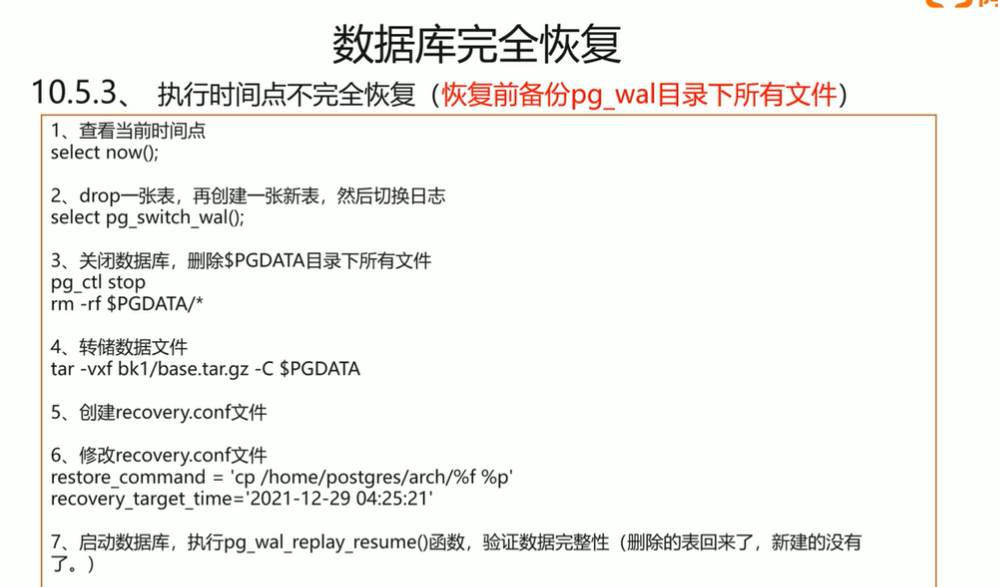 数据库完全恢复
10.5.3、 执行时间点不完全恢复（恢复前备份pg_wal目录下所有文件）
1、查看当前时间点
select now();
2、drop一张表，再创建一张新表，然后切换日志
select pg_switch_wal();
3、关闭数据库，删除$PGDATA目录下所有文件
pg_ctl stop
rm -rf $PGDATA/*
4、转储数据文件
tar -vxf bk1/base.tar.gz -C $PGDATA
5、创建recovery.conf文件
6、修改recovery.conf文件
restore_command = 'cp /home/postgres/arch/%f %p'
recovery_target_time='2021-12-29 04:25:21'
7、启动数据库，执行pg_wal_replay_resume()函数，验证数据完整性（删除的表回来了，新建的没有
了。）